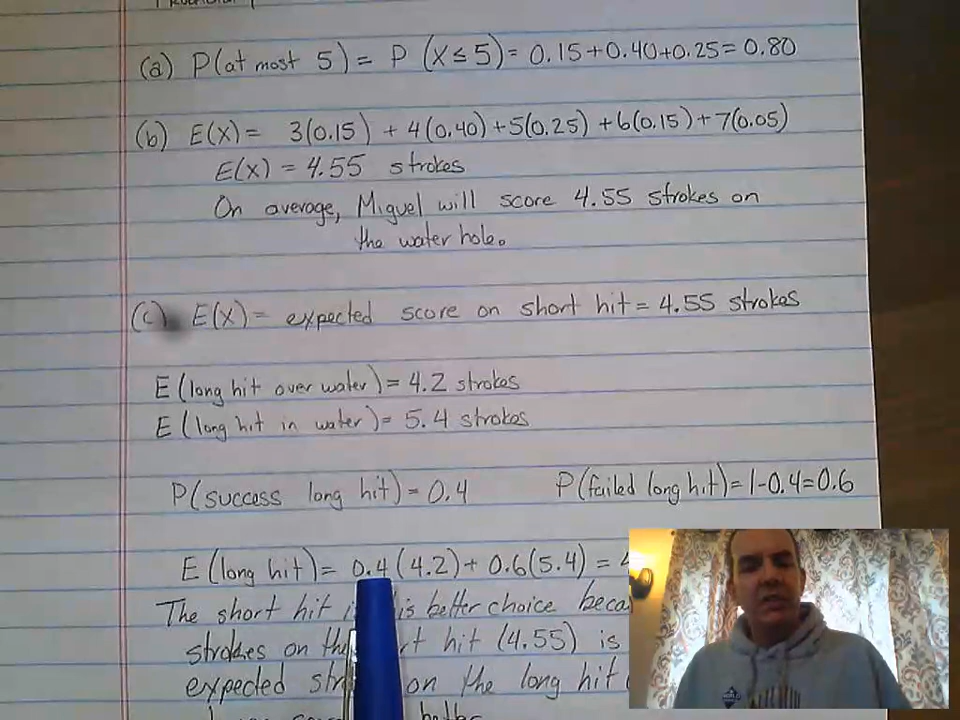 (a) P(at most 5) = P (X ≤ 5) = 0.15+0.40+0.25 = 0.80
(b) E(X) = 3(0.15) + 4(0.40) + 5(0.25) + 6(0.15) + 7(0.05)
E(X) = 4.55 strokes
On average, Miguel will score 4.55 strokes on
the water hole.
(c) E(X) = expected score on short hit = 4.55 strokes
E (long hit over water) = 4.2 strokes
E (long hit in water) = 5.4 strokes
P(success long hit) = 0.4 P(failed long hit) = 1-0.4 = 0.6
E (long hit) = 0.4 (4.2) + 0.6(5.4) =
The short hit is better choice
strokes on hit (4.55) is
expected on the long hit
better